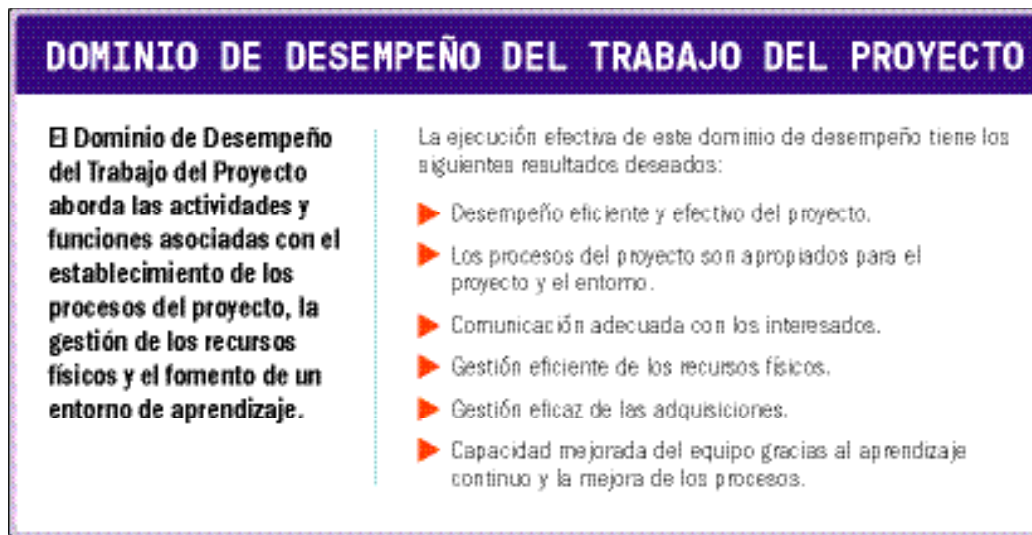 DOMINIO DE DESEMPEÑO DEL TRABAJO DEL PROYECTO
El Dominio de Desempeño
del Trabajo del Proyecto
aborda las actividades y
funciones asociadas con el
establecimiento de los
procesos del proyecto, la
gestión de los recursos
físicos y el fomento de un
entorno de aprendizaje.
La ejecución efectiva de este dominio de desempeño tiene los
siguientes resultados deseados:
Desempeño eficiente y efectivo del proyecto.
Los procesos del proyecto son apropiados para el
proyecto y el entorno.
Comunicación adecuada con los interesados.
Gestión eficiente de los recursos físicos.
Gestión eficaz de las adquisiciones.
Capacidad mejorada del equipo gracias al aprendizaje
continuo y la mejora de los procesos.